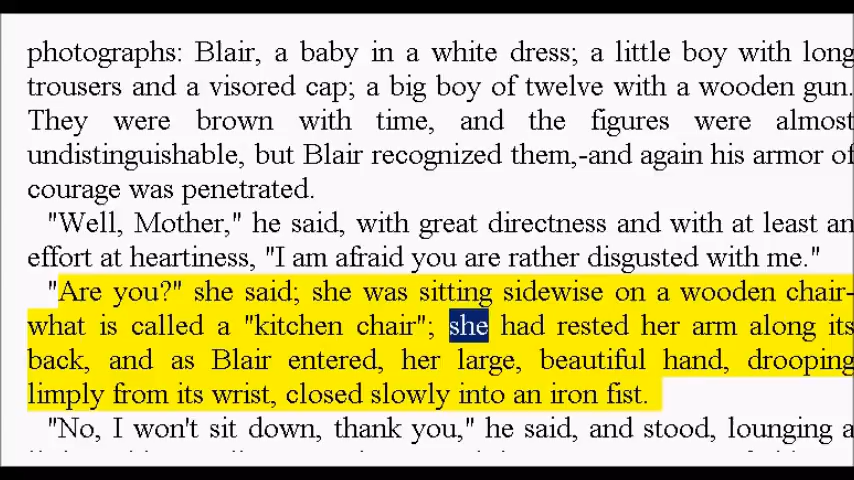 photographs: Blair, a baby in a white dress; a little boy with long
trousers and a visored cap; a big boy of twelve with a wooden gun.
They were brown with time, and the figures were almost
undistinguishable, but Blair recognized them,-and again his armor of
courage was penetrated.
"Well, Mother," he said, with great directness and with at least an
effort at heartiness, "I am afraid you are rather disgusted with me."
"Are you?" she said; she was sitting sidewise on a wooden chair-
what is called a "kitchen chair"; she had rested her arm along its
back, and as Blair entered, her large, beautiful hand, drooping
limply from its wrist, closed slowly into an iron fist.
"No, I won't sit down, thank you," he said, and stood, lounging a